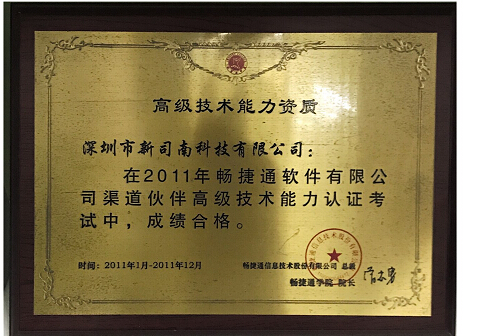 高级技术能力资质
深圳市新司南科技有限公司：
在2011年畅捷通软件有限公
司渠道伙伴高级技术能力认证考
试中，成绩合格。
时间：2011年1月-2011年12月
畅捷通信息技术股份有限公司 总裁
畅捷通学院 院长